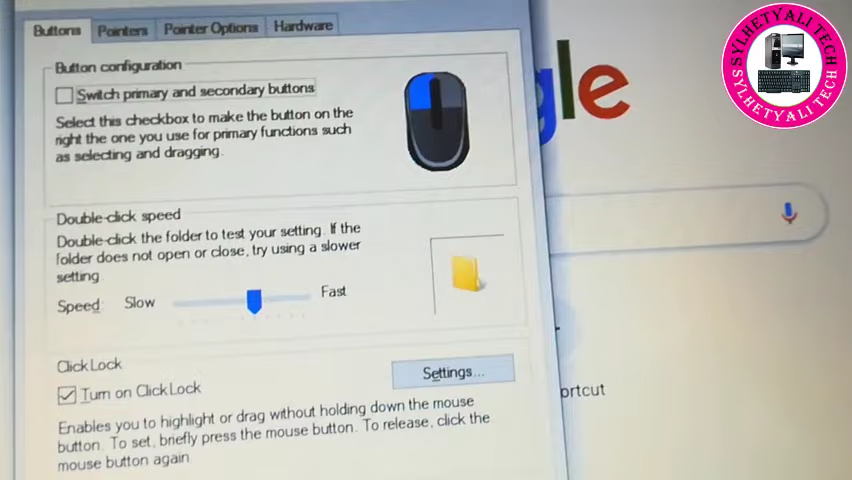 Buttons Pointers Pointer Options Hardware
Button configuration
Switch primary and secondary buttons
Select this checkbox to make the button on the
right the one you use for primary functions such
as selecting and dragging.
Double-click speed
Double-click the folder to test your setting. If the
folder does not open or close, try using a slower
setting.
Speed: Slow Fast
ClickLock
Turn on ClickLock
Settings...
Enables you to highlight or drag without holding down the mouse
button. To set, briefly press the mouse button. To release, click the
mouse button again.
gle
ortcut
SYLHETYALI TECH
SYLHETYALI TECH